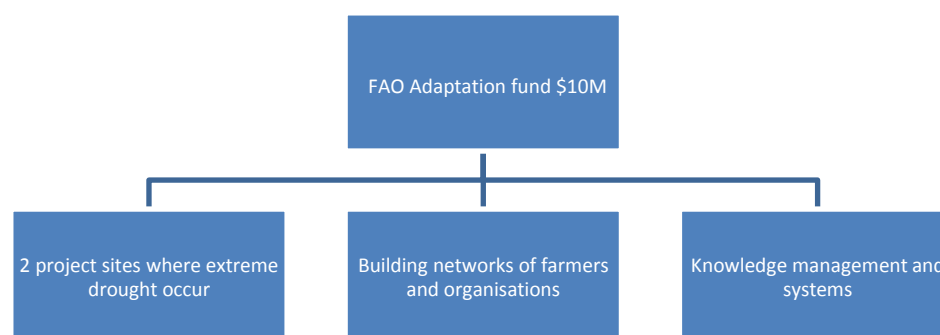 FAO Adaptation fund $10M
2 project sites where extreme
drought occur
Building networks of farmers
and organisations
Knowledge management and
systems